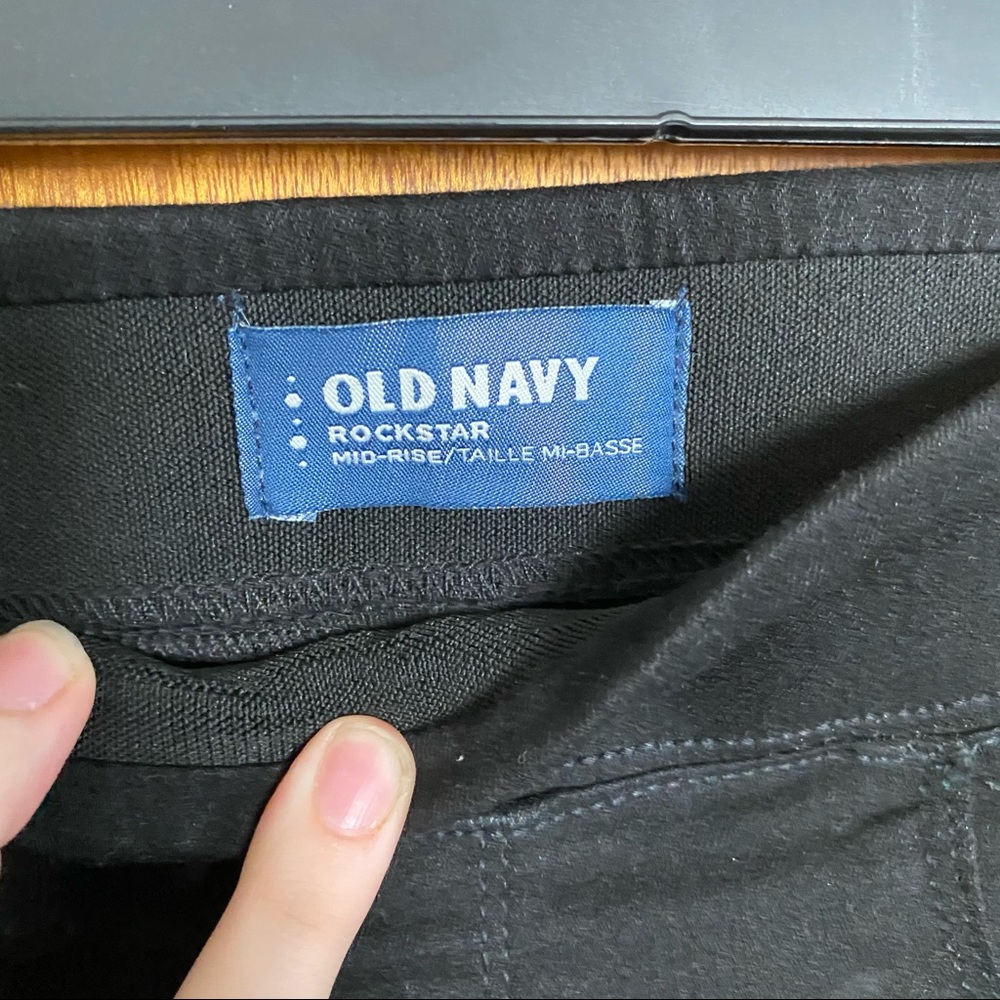 OLD NAVY
ROCKSTAR
MID-RISE/TAILLE MI-BASSE